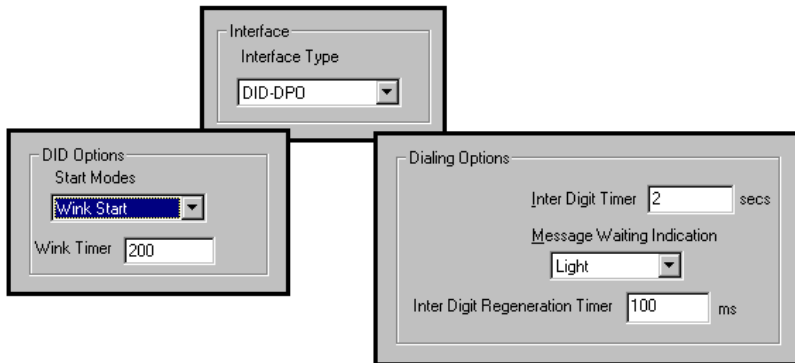 Interface
Interface Type
DID-DPO
DID Options
Start Modes
Wink Start
Wink Timer 200
Dialing Options
Inter Digit Timer 2 secs
Message Waiting Indication
Light
Inter Digit Regeneration Timer 100 ms